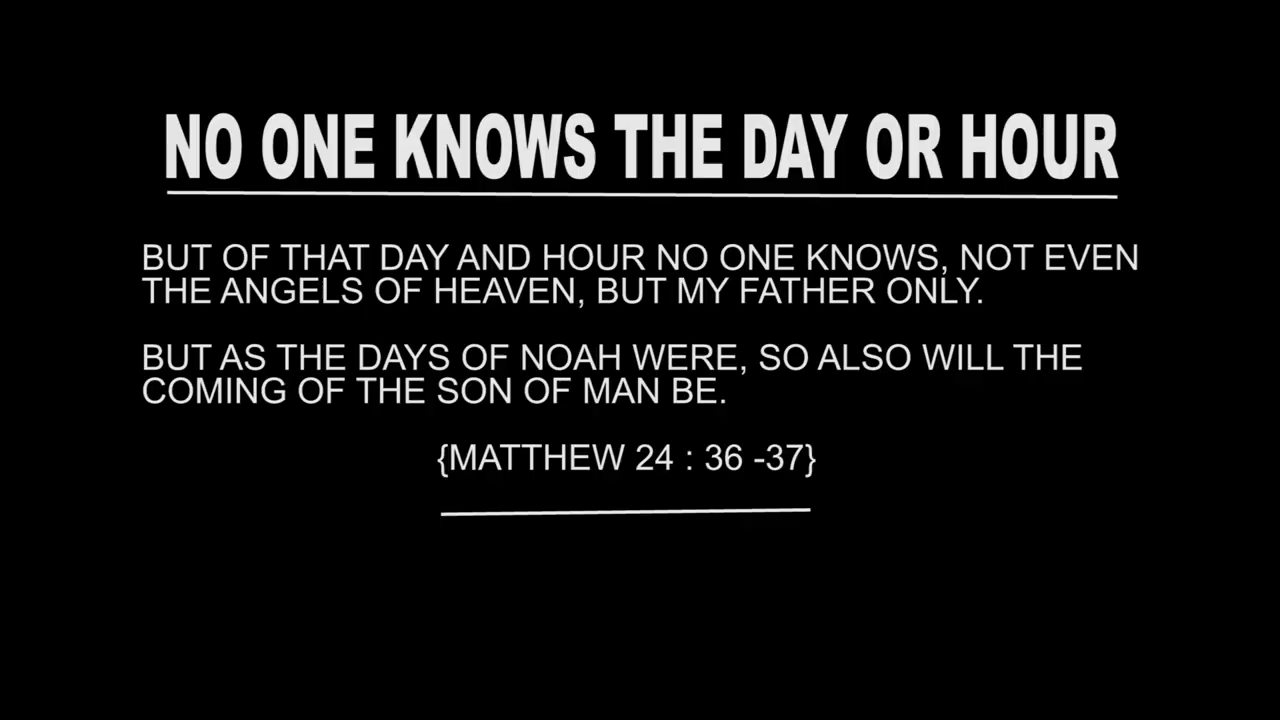 NO ONE KNOWS THE DAY OR HOUR
BUT OF THAT DAY AND HOUR NO ONE KNOWS, NOT EVEN
THE ANGELS OF HEAVEN, BUT MY FATHER ONLY.
BUT AS THE DAYS OF NOAH WERE, SO ALSO WILL THE
COMING OF THE SON OF MAN BE.
{MATTHEW 24 : 36 -37}